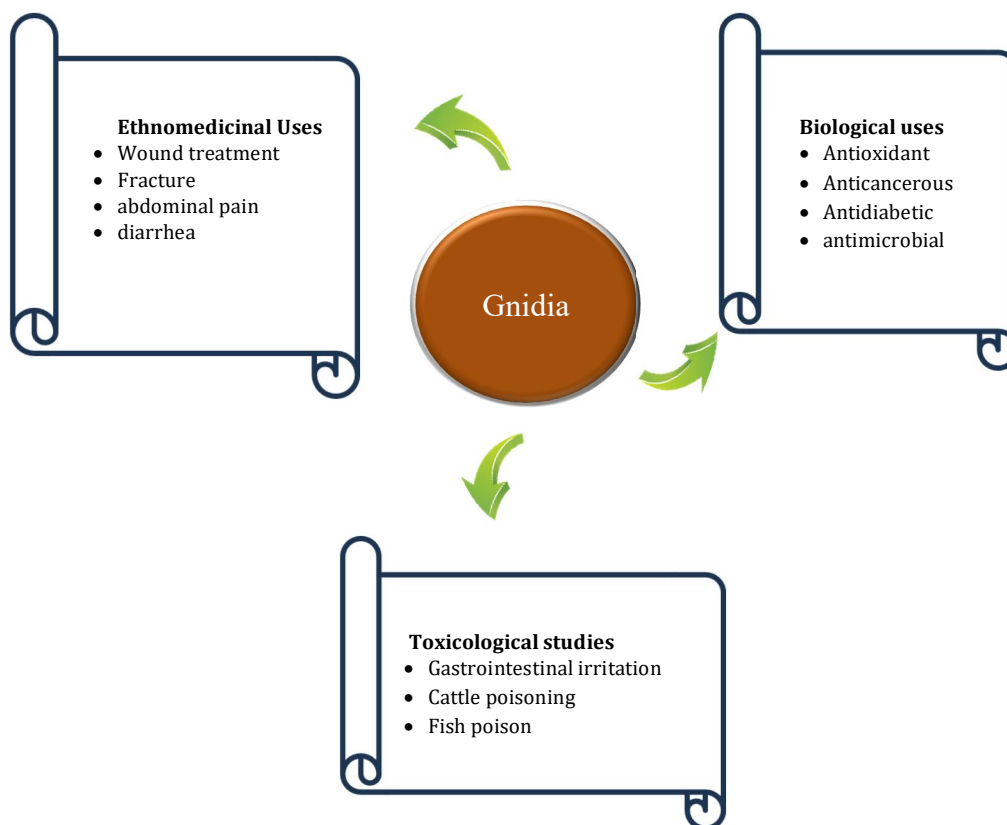 Ethnomedicinal Uses
• Wound treatment
• Fracture
• abdominal pain
• diarrhea
Biological uses
• Antioxidant
• Anticancerous
• Antidiabetic
• antimicrobial
Gnidia
Toxicological studies
• Gastrointestinal irritation
• Cattle poisoning
• Fish poison